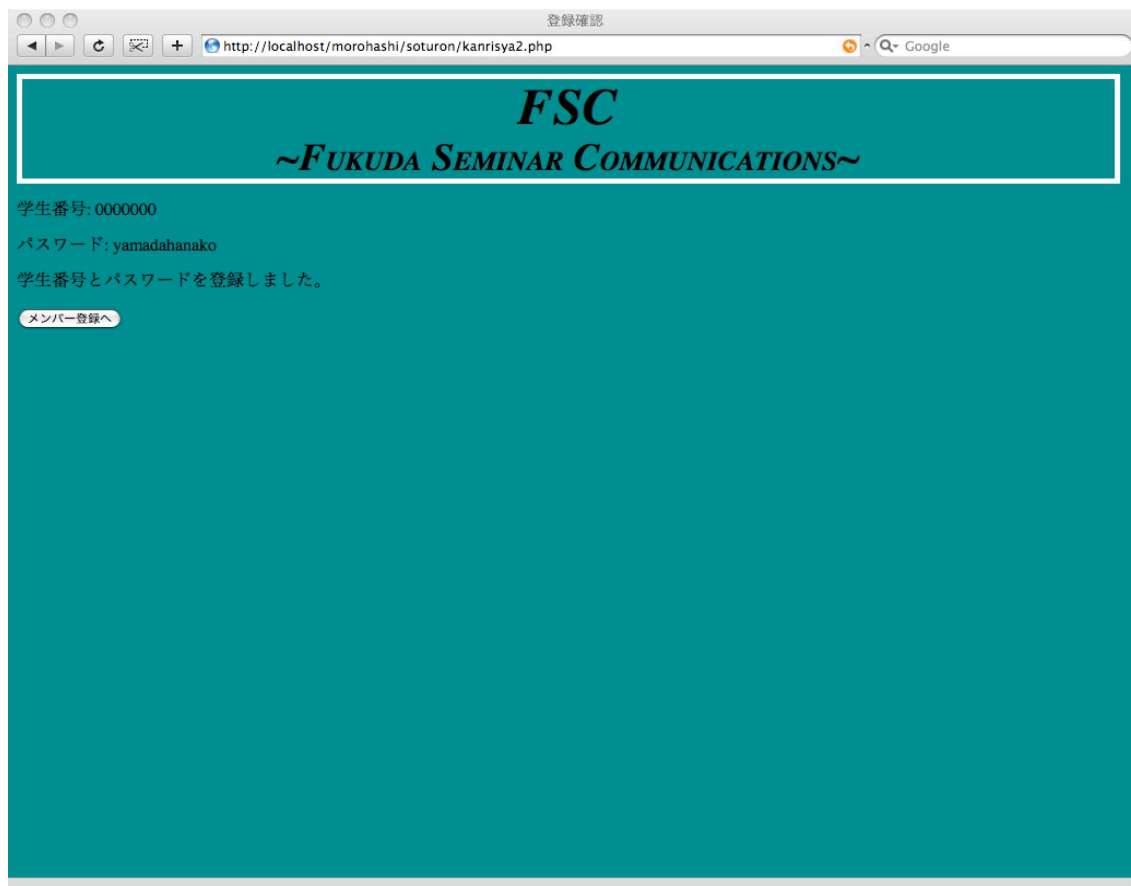 登録確認
http://localhost/morohashi/soturon/kanrisya2.php
Google
FSC
~FUKUDA SEMINAR COMMUNICATIONS~
学生番号: 0000000
パスワード: yamadahanako
学生番号とパスワードを登録しました。
メンバー登録へ